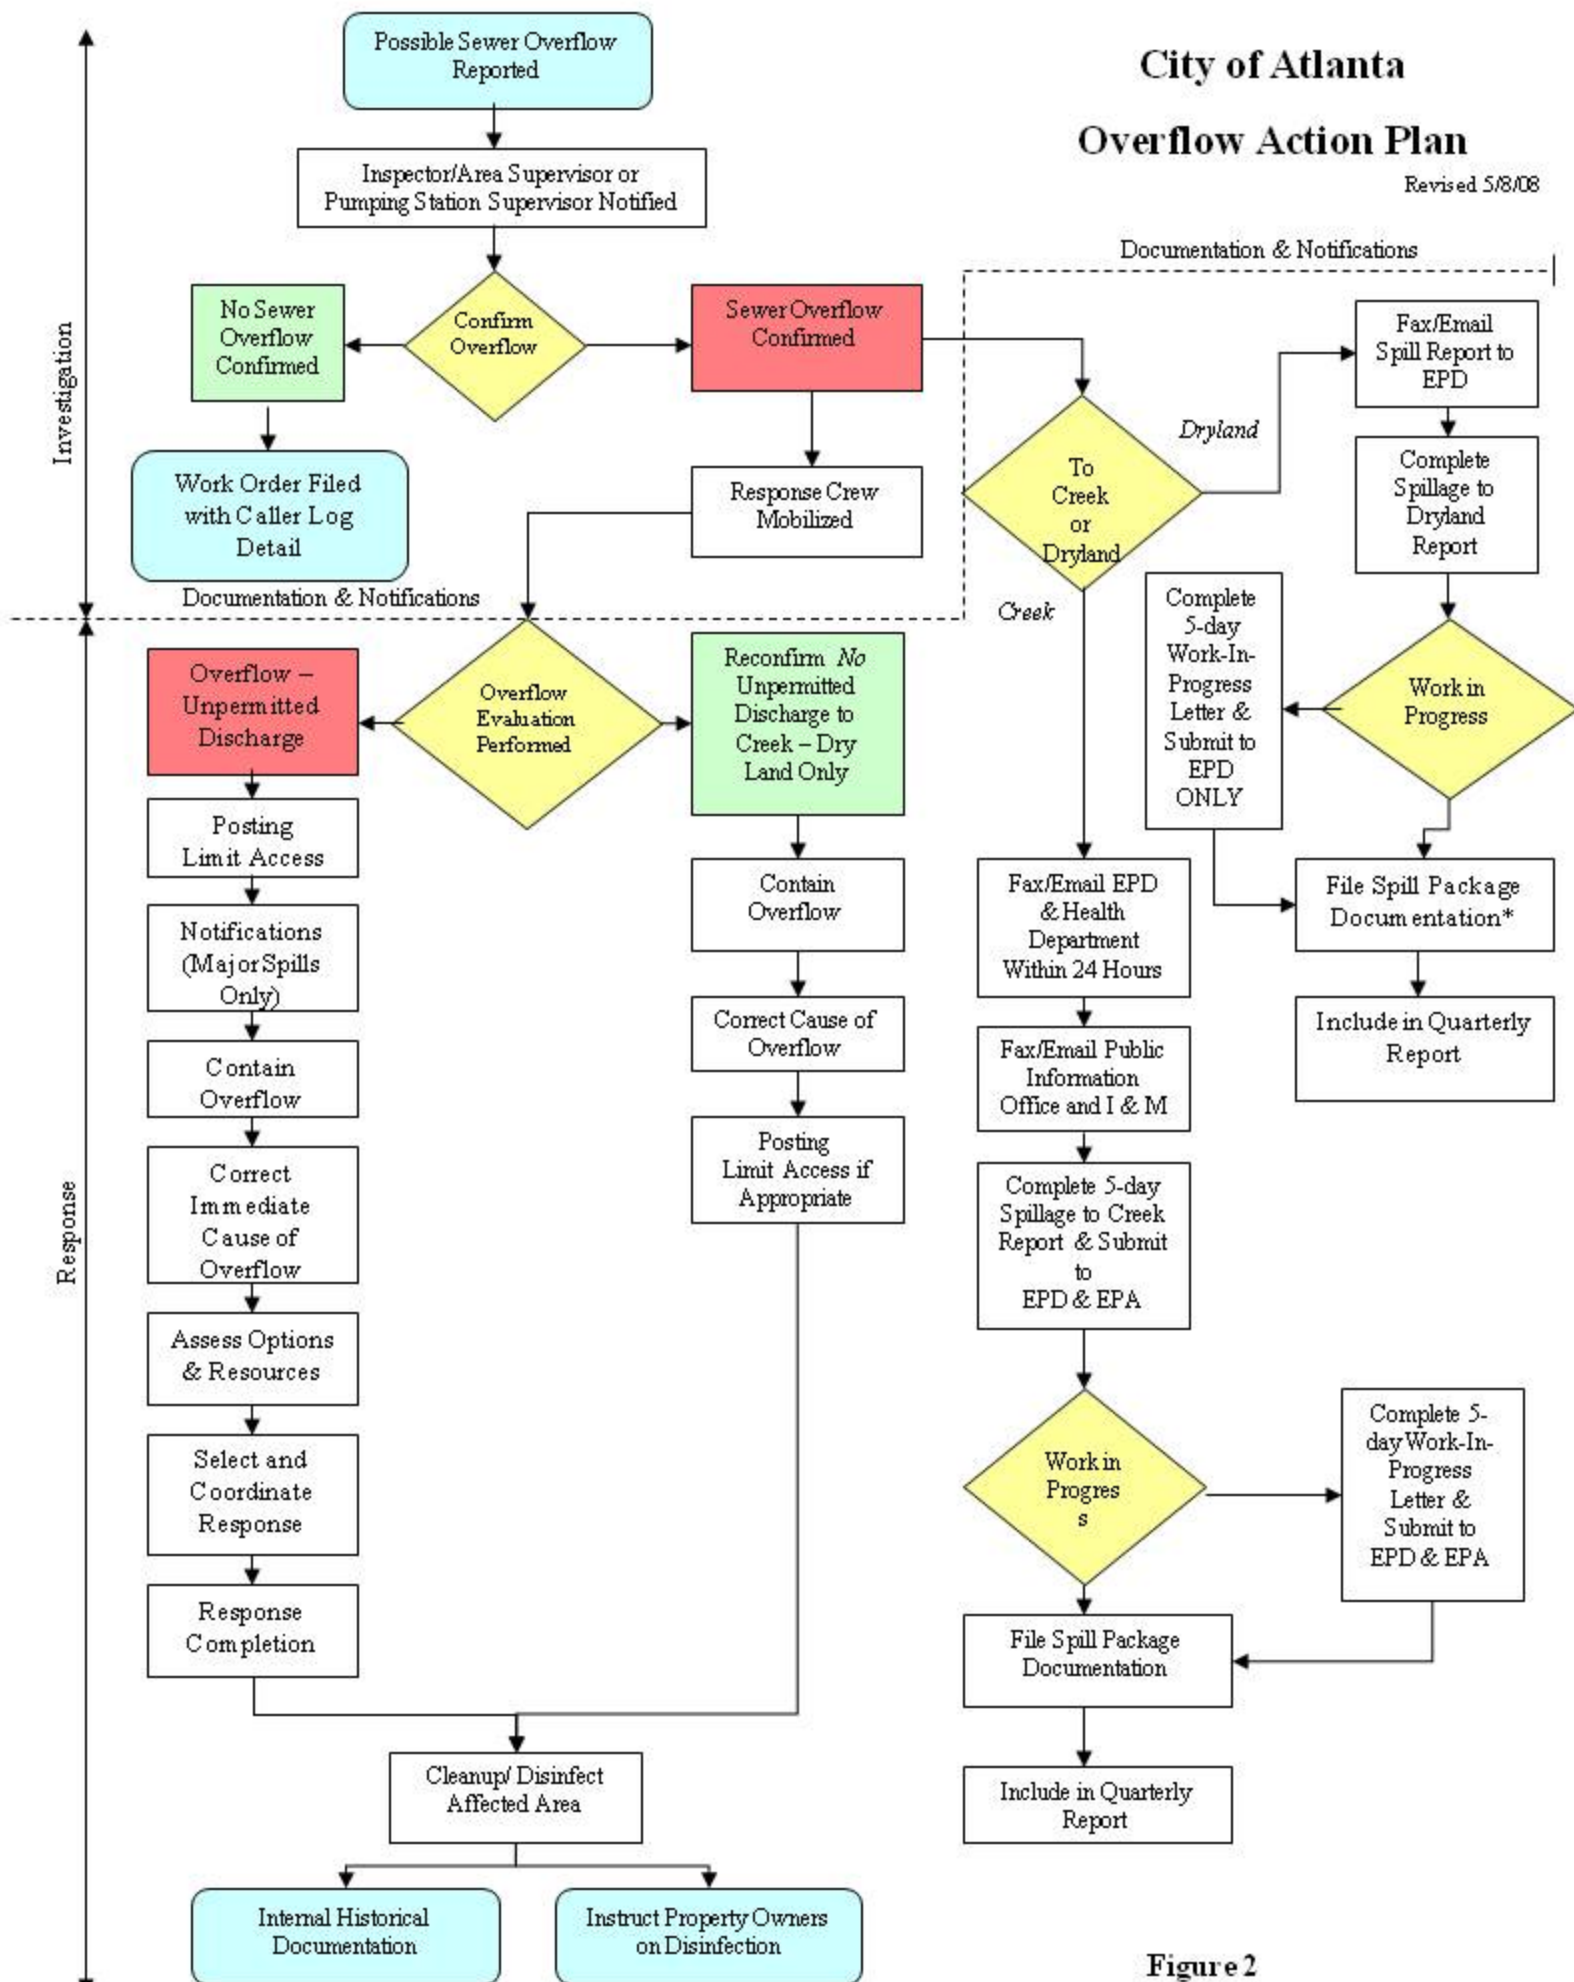 City of Atlanta
Overflow Action Plan
Revised 5/8/08
Possible Sewer Overflow
Reported
Inspector/Area Supervisor or
Pumping Station Supervisor Notified
Confirm
Overflow
No Sewer
Overflow
Confirmed
Work Order Filed
with Caller Log
Detail
Sewer Overflow
Confirmed
Response Crew
Mobilized
Investigation
Documentation & Notifications
Documentation & Notifications
To
Creek
or
Dryland
Dryland
Creek
Fax/Email
Spill Report to
EPD
Complete
Spillage to
Dryland
Report
Work in
Progress
Complete
5-day
Work-In-
Progress
Letter &
Submit to
EPD
ONLY
File Spill Package
Documentation*
Include in Quarterly
Report
Fax/Email EPD
& Health
Department
Within 24 Hours
Fax/Email Public
Information
Office and I & M
Complete 5-day
Spillage to Creek
Report & Submit
to
EPD & EPA
Work in
Progres
s
Complete 5-
day Work-In-
Progress
Letter &
Submit to
EPD & EPA
File Spill Package
Documentation
Include in Quarterly
Report
Response
Overflow
Evaluation
Performed
Overflow –
Unpermitted
Discharge
Posting
Limit Access
Notifications
(Major Spills
Only)
Contain
Overflow
Correct
Immediate
Cause of
Overflow
Assess Options
& Resources
Select and
Coordinate
Response
Response
Completion
Reconfirm No
Unpermitted
Discharge to
Creek – Dry
Land Only
Contain
Overflow
Correct Cause of
Overflow
Posting
Limit Access if
Appropriate
Cleanup/ Disinfect
Affected Area
Internal Historical
Documentation
Instruct Property Owners
on Disinfection
Figure 2